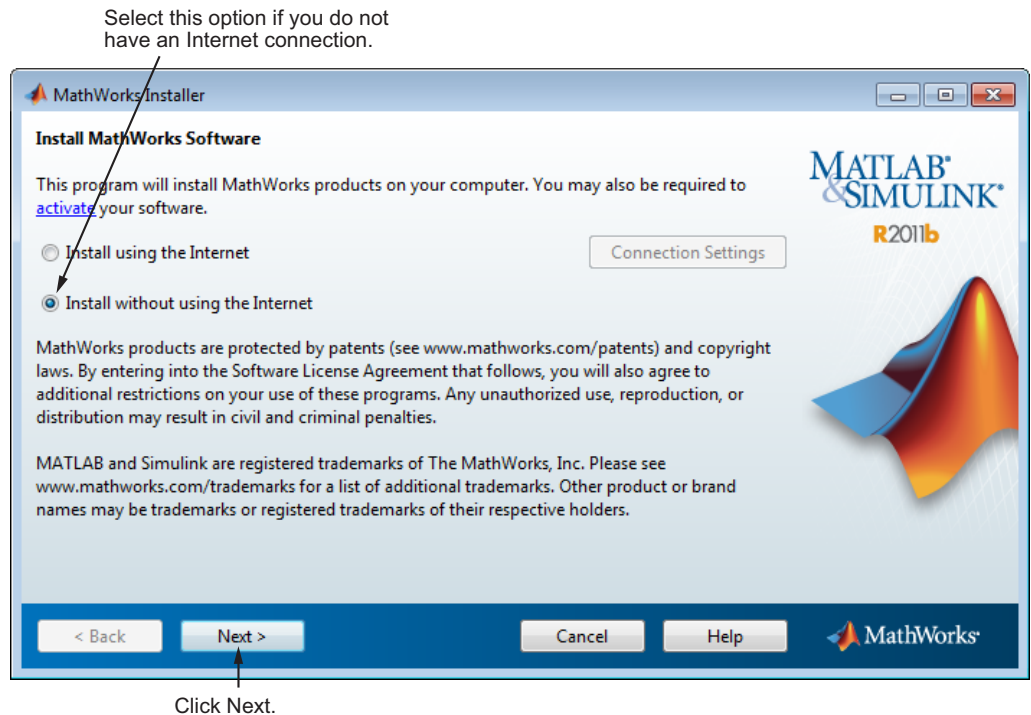 Select this option if you do not
have an Internet connection.
MathWorks Installer
Install MathWorks Software
This program will install MathWorks products on your computer. You may also be required to
activate your software.
Install using the Internet
Connection Settings
Install without using the Internet
MathWorks products are protected by patents (see www.mathworks.com/patents) and copyright
laws. By entering into the Software License Agreement that follows, you will also agree to
additional restrictions on your use of these programs. Any unauthorized use, reproduction, or
distribution may result in civil and criminal penalties.
MATLAB and Simulink are registered trademarks of The MathWorks, Inc. Please see
www.mathworks.com/trademarks for a list of additional trademarks. Other product or brand
names may be trademarks or registered trademarks of their respective holders.
MATLAB®
&SIMULINK®
R2011b
< Back
Next >
Cancel
Help
MathWorks®
Click Next.